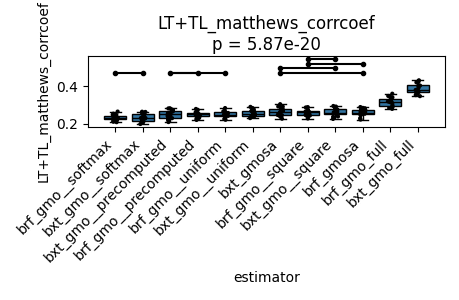 LT+TL_matthews_corrcoef
p = 5.87e-20
LT+TL_matthews_corrcoef
0.4
0.2
brf_gmo__softmax
bxt_gmo__softmax
bxt_gmo__precomputed
brf_gmo__precomputed
brf_gmo__uniform
bxt_gmo__uniform
bxt_gmosa
brf_gmo__square
bxt_gmo__square
brf_gmosa
brf_gmo_full
bxt_gmo_full
estimator